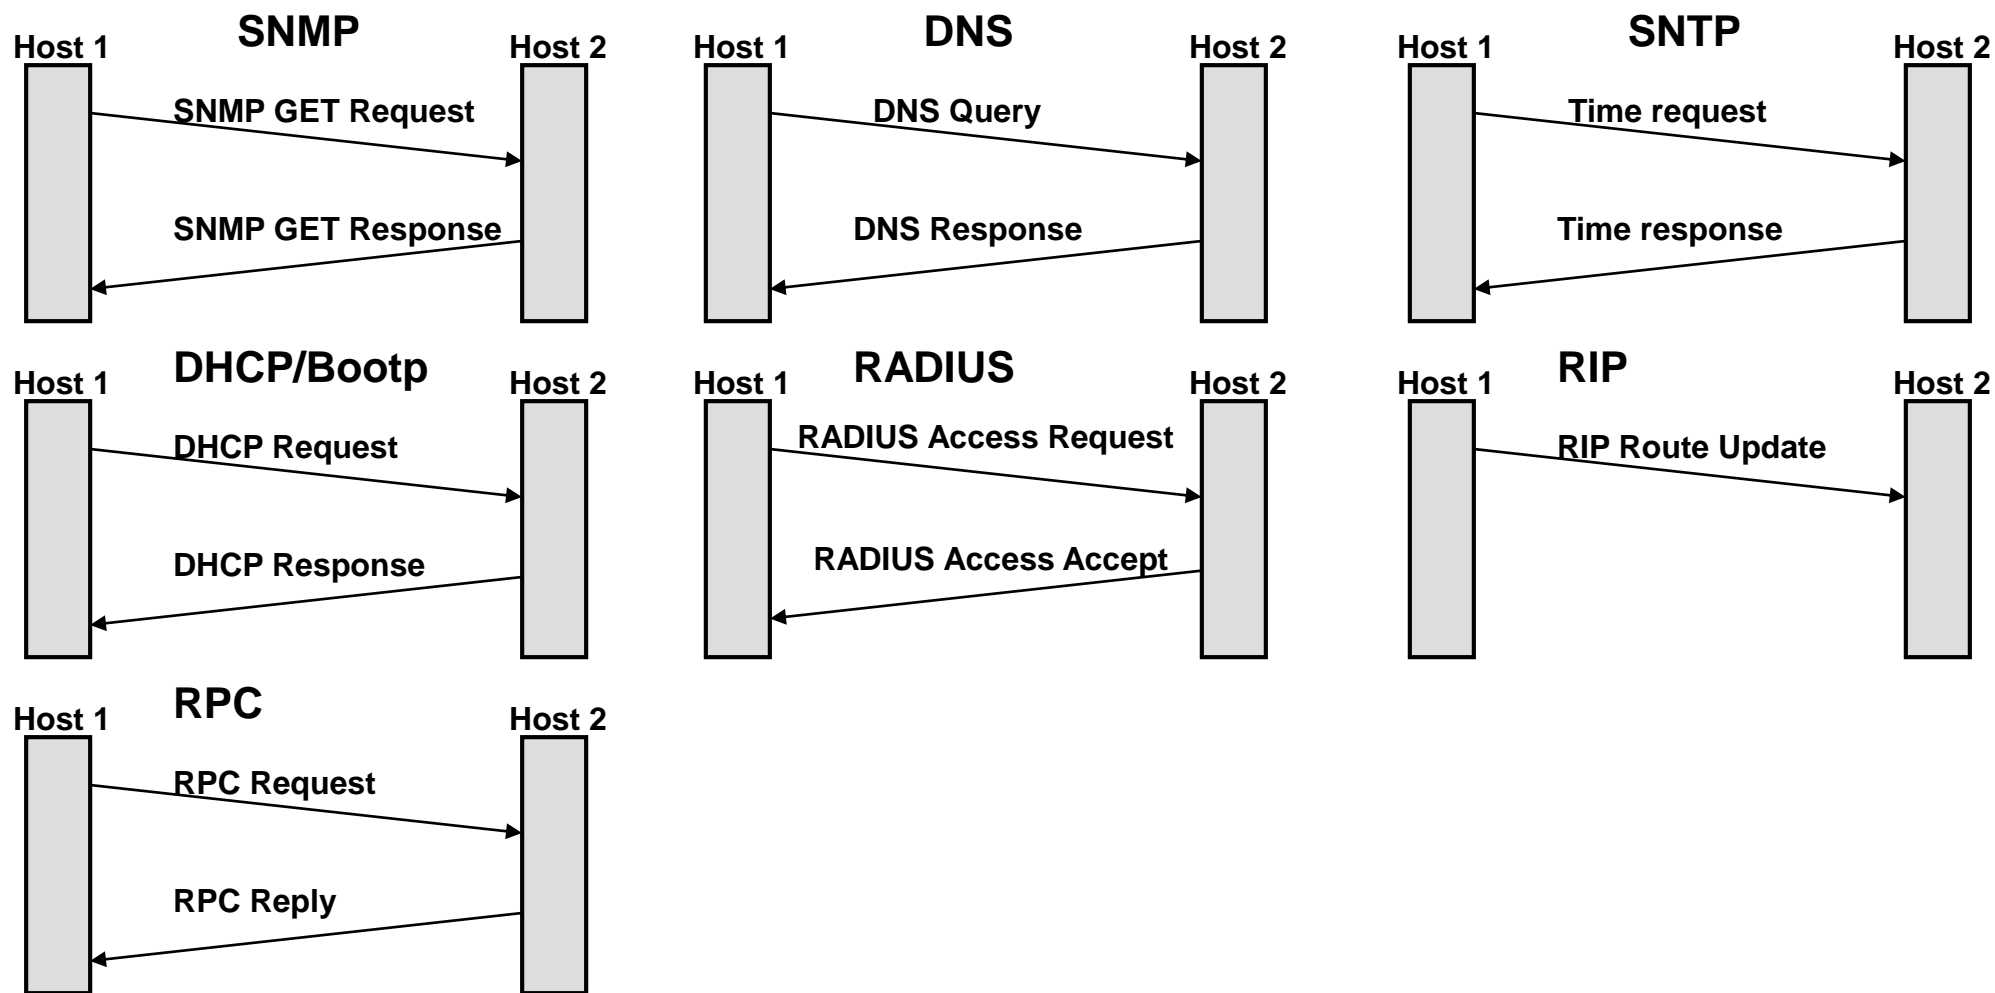 SNMP
Host 1
Host 2
SNMP GET Request
SNMP GET Response
DNS
Host 1
Host 2
DNS Query
DNS Response
SNTP
Host 1
Host 2
Time request
Time response
DHCP/Bootp
Host 1
Host 2
DHCP Request
DHCP Response
RADIUS
Host 1
Host 2
RADIUS Access Request
RADIUS Access Accept
RIP
Host 1
Host 2
RIP Route Update
RPC
Host 1
Host 2
RPC Request
RPC Reply